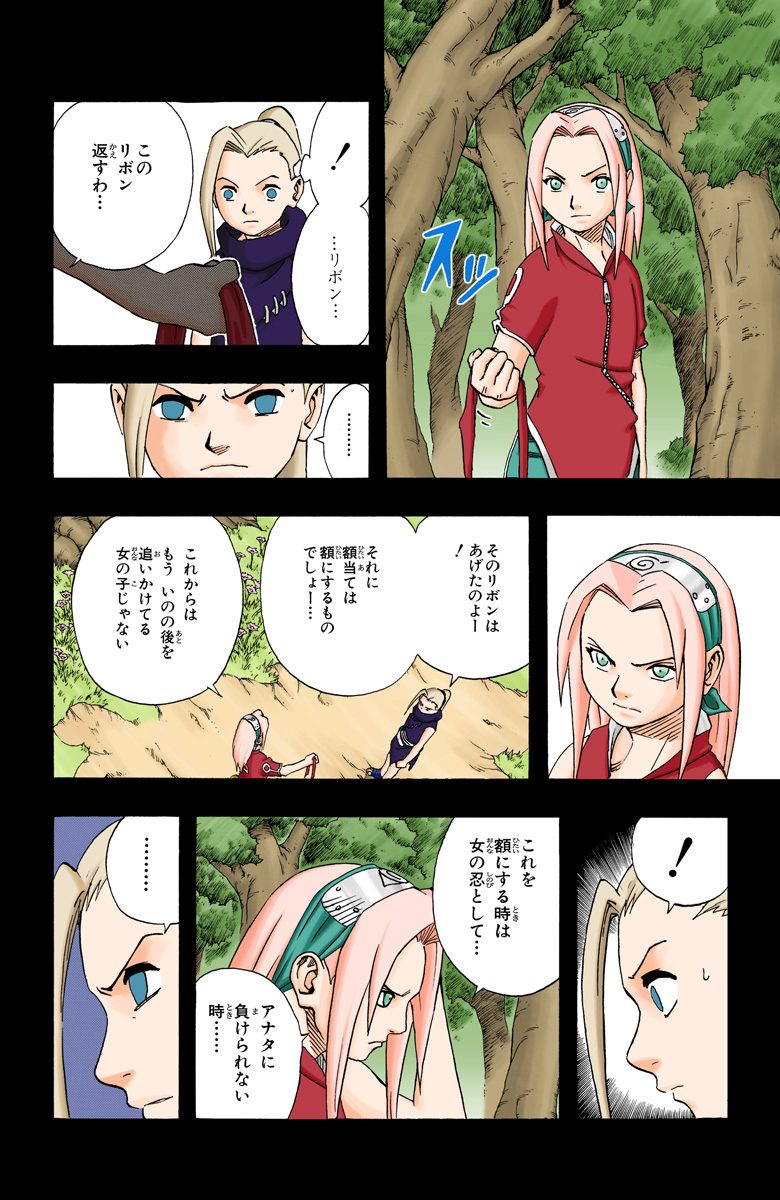 スッ
！
…リボン…
この
リボン
返すわ…
………
そのリボンは
あげたのよー
！
それに
額当ては
額にするもの
でしょー…
これからは
もう いのの後を
追いかけてる
女の子じゃない
！
これを
額にする時は
女の忍として…
アナタに
負けられない
時……
………